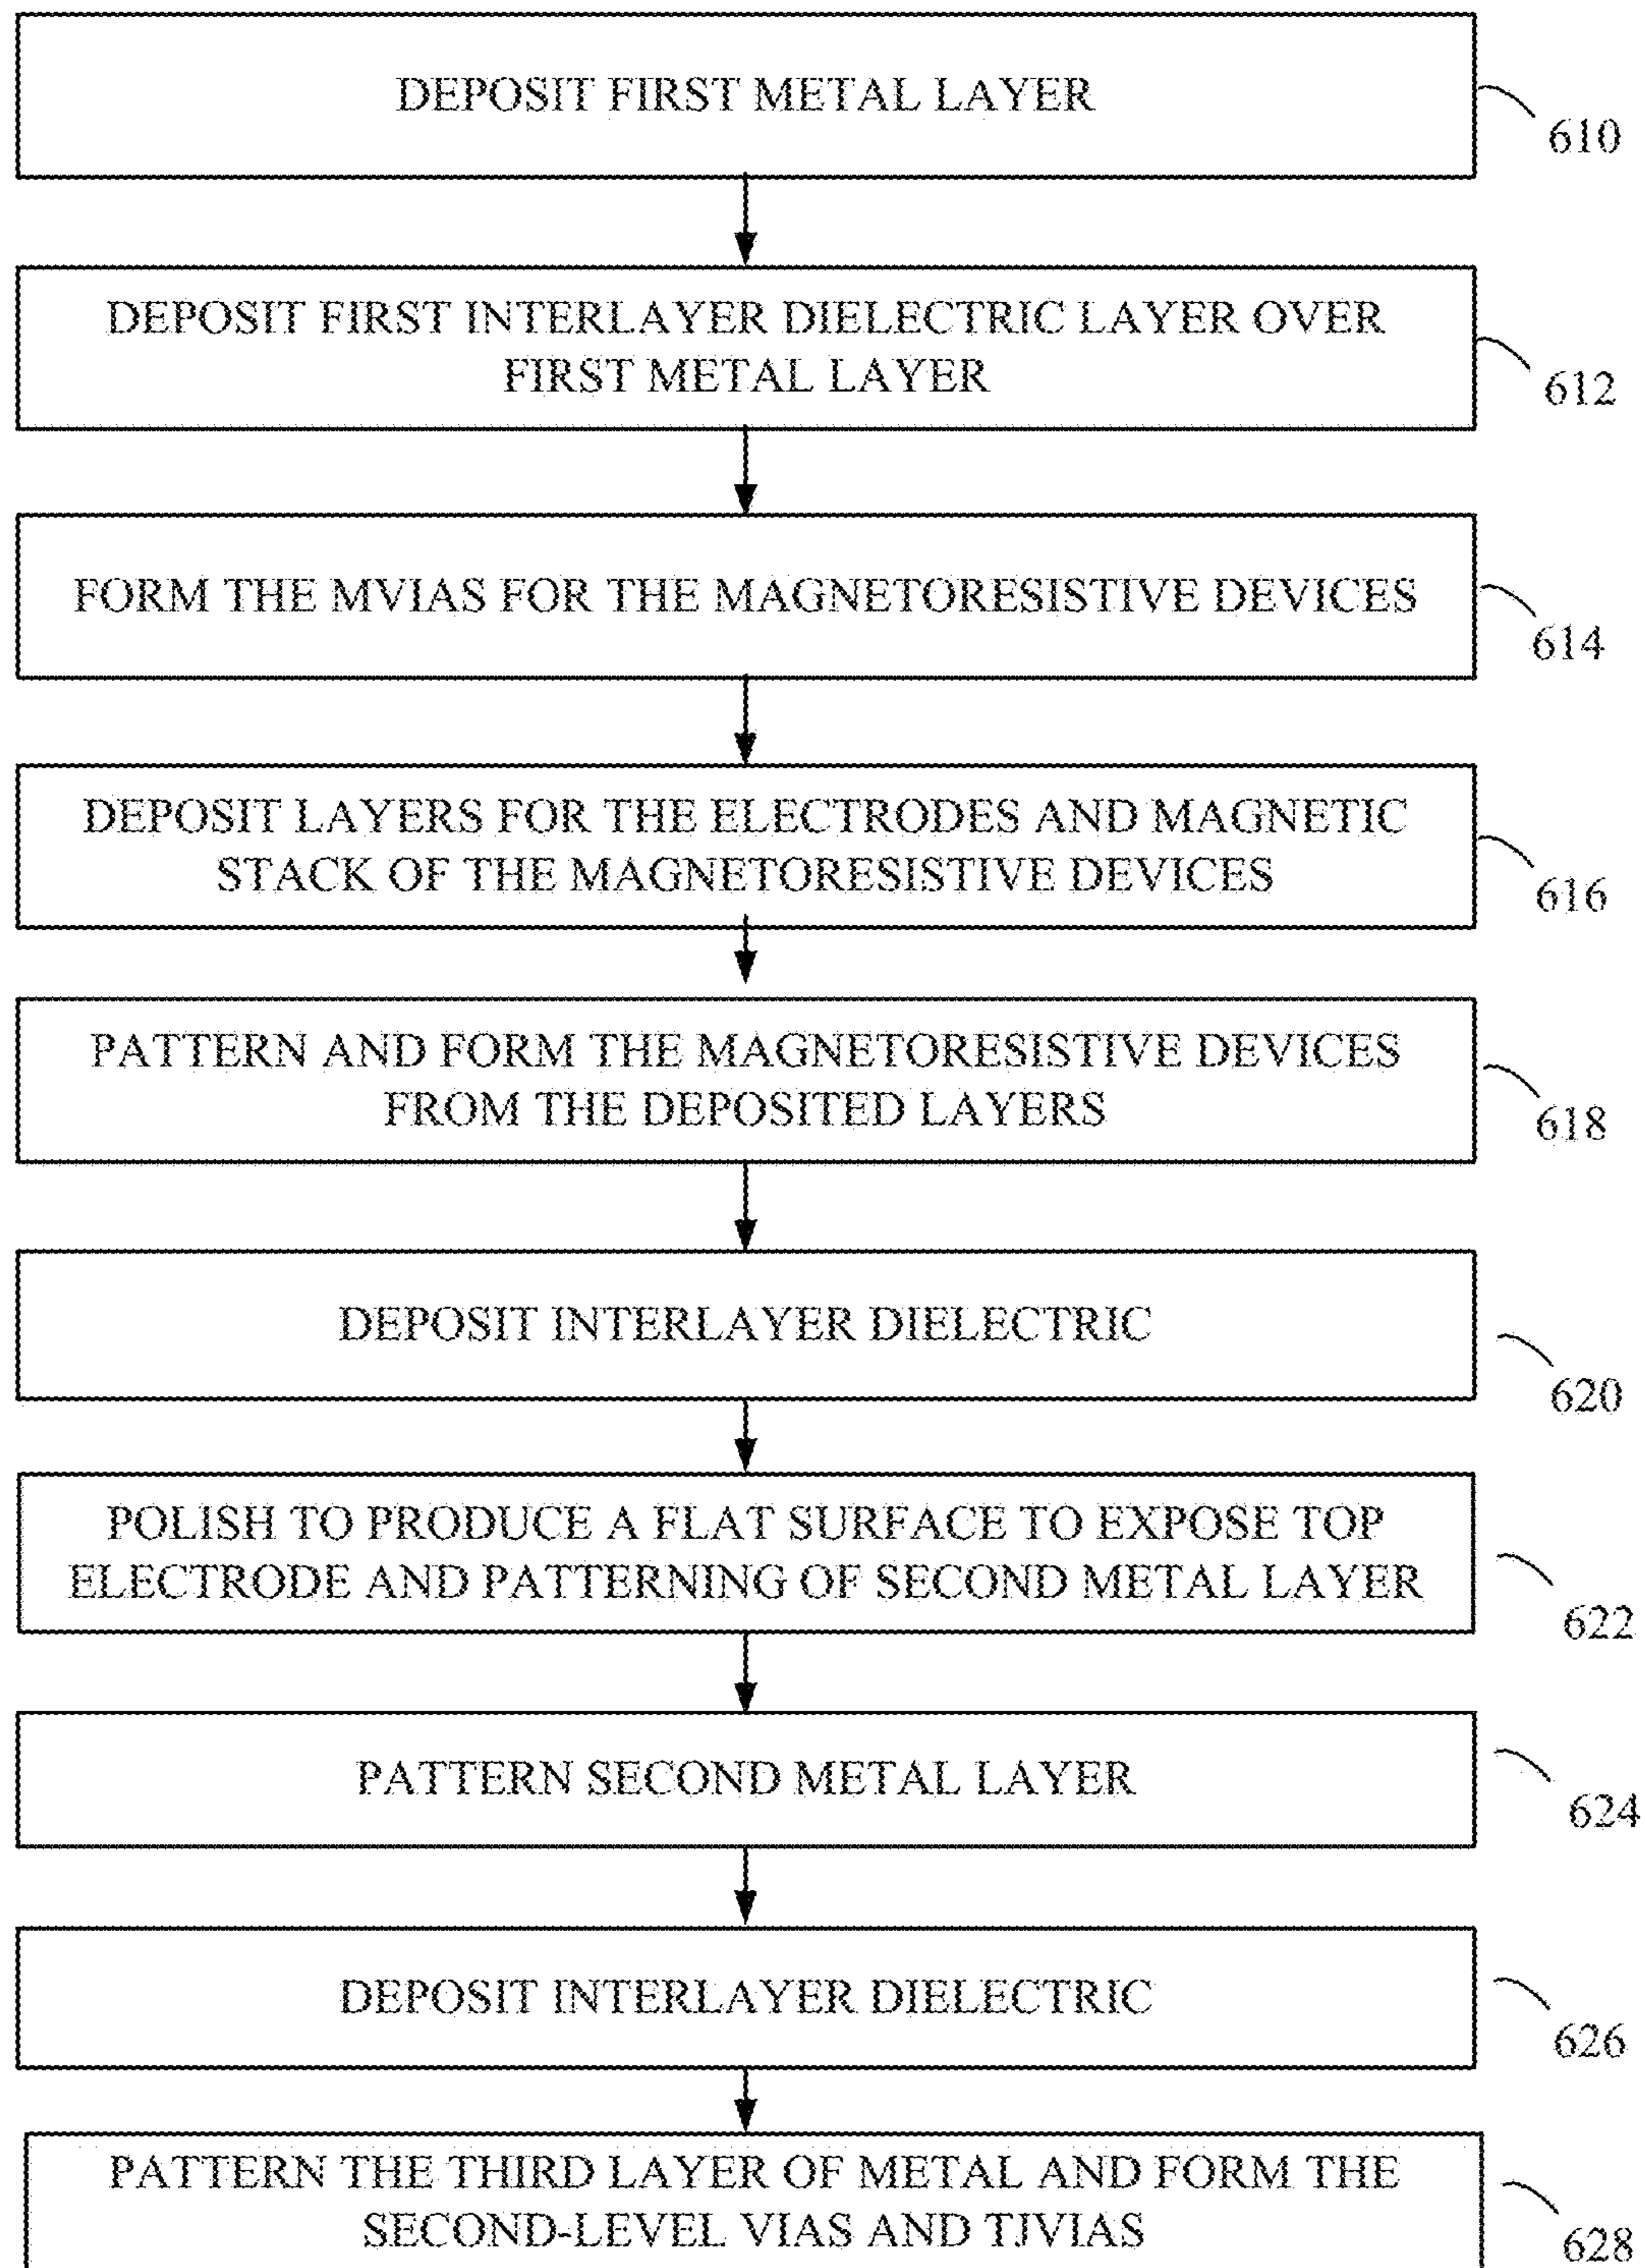 DEPOSIT FIRST METAL LAYER
610
DEPOSIT FIRST INTERLAYER DIELECTRIC LAYER OVER
FIRST METAL LAYER
612
FORM THE MVIAS FOR THE MAGNETORESISTIVE DEVICES
614
DEPOSIT LAYERS FOR THE ELECTRODES AND MAGNETIC
STACK OF THE MAGNETORESISTIVE DEVICES
616
PATTERN AND FORM THE MAGNETORESISTIVE DEVICES
FROM THE DEPOSITED LAYERS
618
DEPOSIT INTERLAYER DIELECTRIC
620
POLISH TO PRODUCE A FLAT SURFACE TO EXPOSE TOP
ELECTRODE AND PATTERNING OF SECOND METAL LAYER
622
PATTERN SECOND METAL LAYER
624
DEPOSIT INTERLAYER DIELECTRIC
626
PATTERN THE THIRD LAYER OF METAL AND FORM THE
SECOND-LEVEL VIAS AND TJVIAS
628